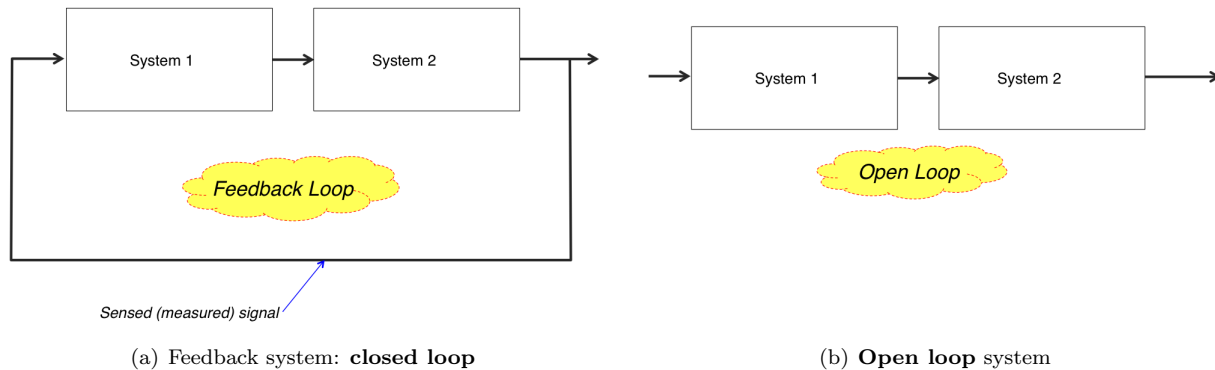 System 1
System 2
Feedback Loop
Sensed (measured) signal
(a) Feedback system: closed loop
System 1
System 2
Open Loop
(b) Open loop system